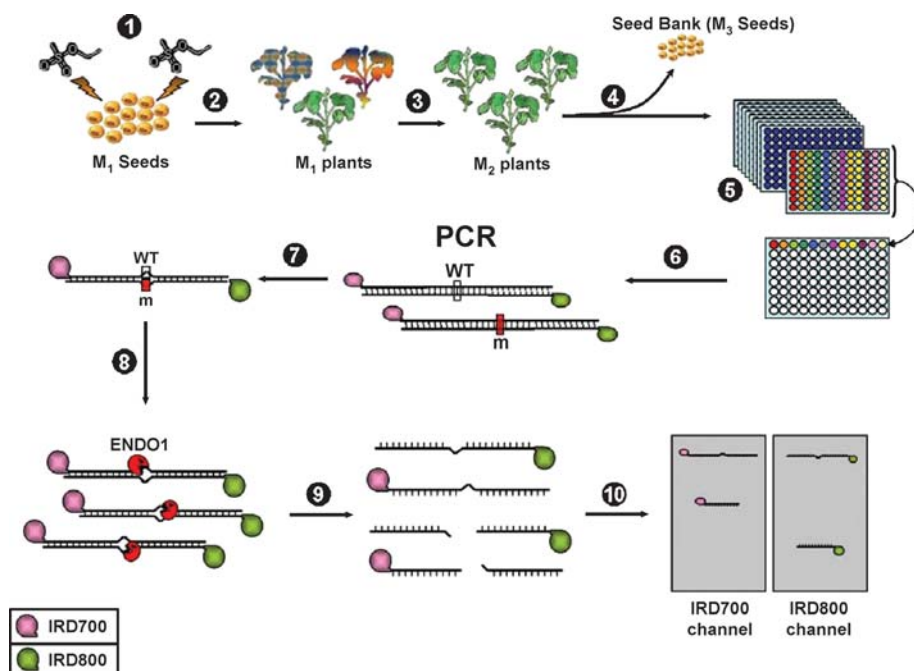 1
Seed Bank (M3 Seeds)
2
3
4
M1 Seeds
M1 plants
M2 plants
5
PCR
7
6
WT
WT
m
m
8
ENDO1
9
10
IRD700
channel
IRD800
channel
IRD700
IRD800